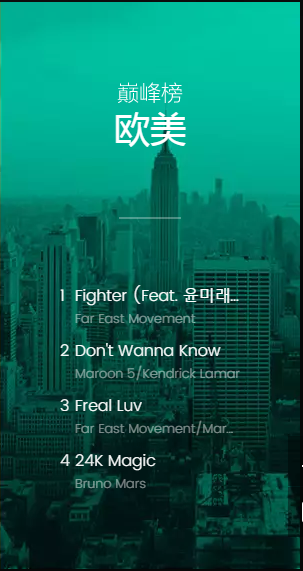 巅峰榜
欧美
1 Fighter (Feat. 윤미래...
Far East Movement
2 Don't Wanna Know
Maroon 5/Kendrick Lamar
3 Freal Luv
Far East Movement/Mar...
4 24K Magic
Bruno Mars